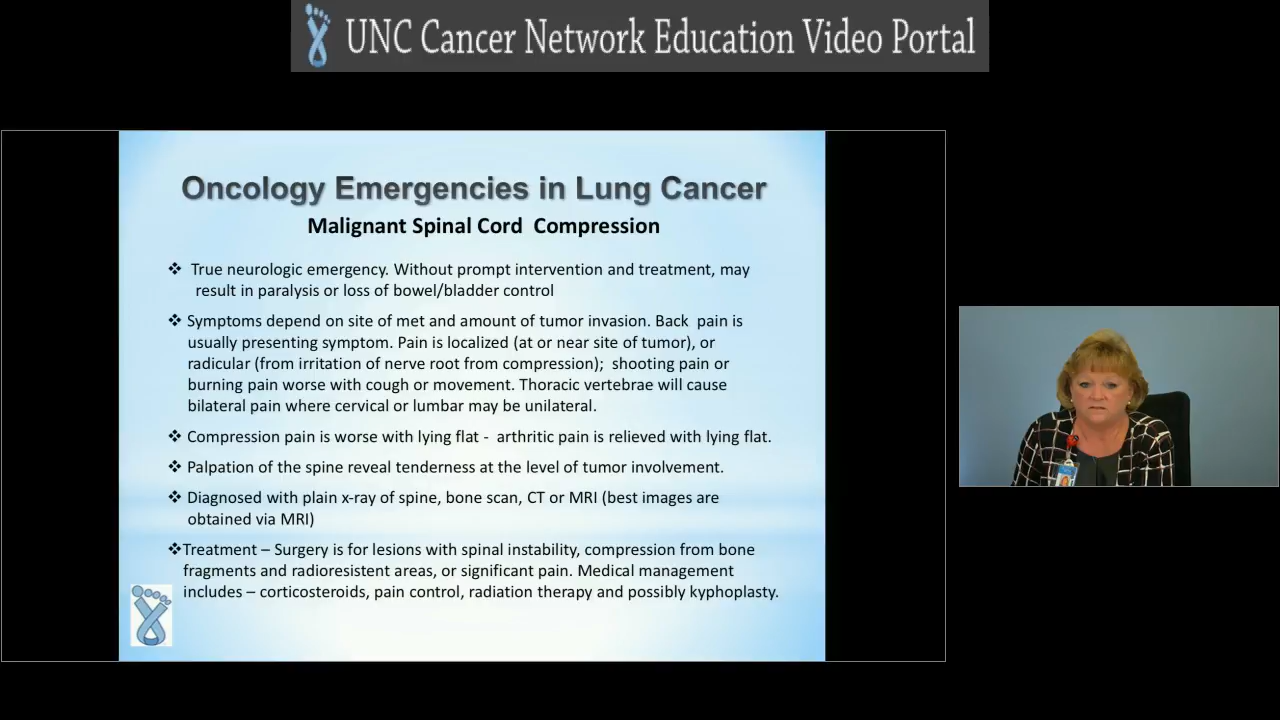 UNC Cancer Network Education Video Portal
Oncology Emergencies in Lung Cancer
Malignant Spinal Cord Compression
❖ True neurologic emergency. Without prompt intervention and treatment, may
result in paralysis or loss of bowel/bladder control
❖ Symptoms depend on site of met and amount of tumor invasion. Back pain is
usually presenting symptom. Pain is localized (at or near site of tumor), or
radicular (from irritation of nerve root from compression); shooting pain or
burning pain worse with cough or movement. Thoracic vertebrae will cause
bilateral pain where cervical or lumbar may be unilateral.
❖ Compression pain is worse with lying flat - arthritic pain is relieved with lying flat.
❖ Palpation of the spine reveal tenderness at the level of tumor involvement.
❖ Diagnosed with plain x-ray of spine, bone scan, CT or MRI (best images are
obtained via MRI)
❖Treatment – Surgery is for lesions with spinal instability, compression from bone
fragments and radioresistent areas, or significant pain. Medical management
includes – corticosteroids, pain control, radiation therapy and possibly kyphoplasty.